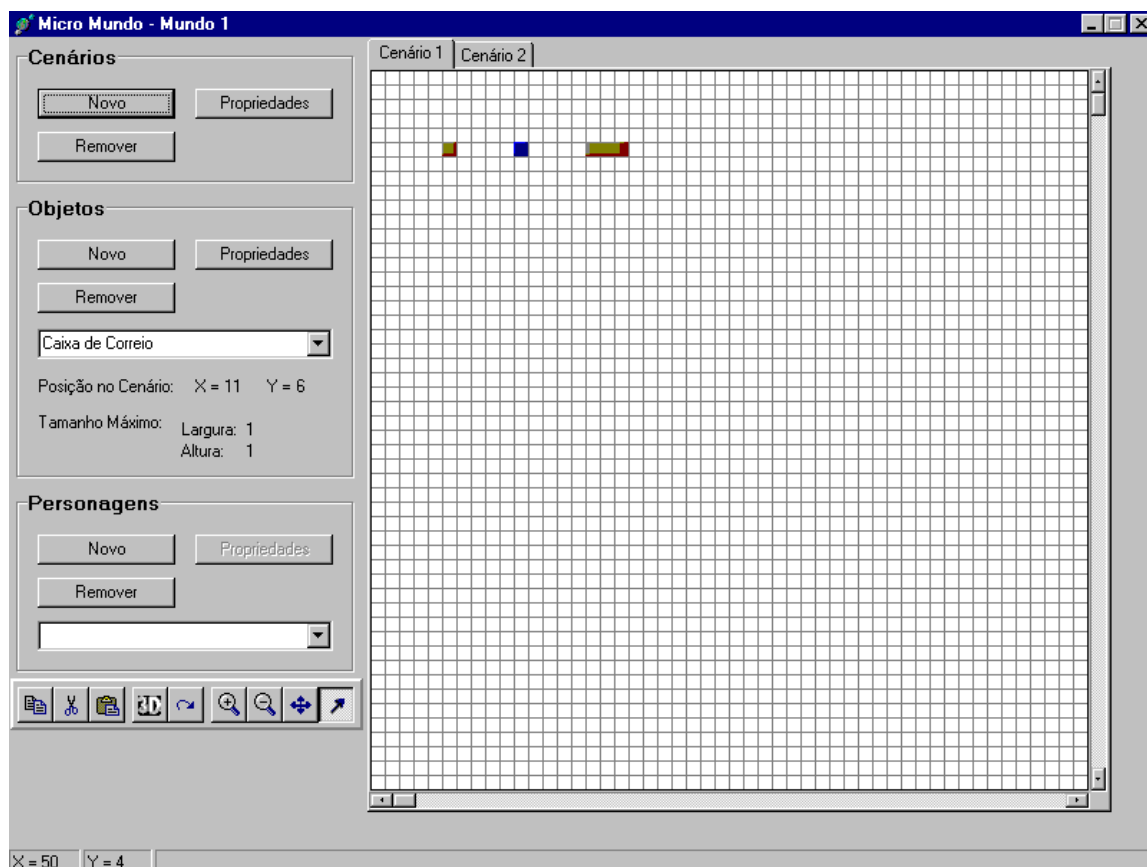 Micro Mundo - Mundo 1
Cenários
Novo
Propriedades
Remover
Objetos
Novo
Propriedades
Remover
Caixa de Correio
Posição no Cenário: X = 11 Y = 6
Tamanho Máximo: Largura: 1
Altura: 1
Personagens
Novo
Propriedades
Remover
3D
Cenário 1
Cenário 2
X = 50
Y = 4